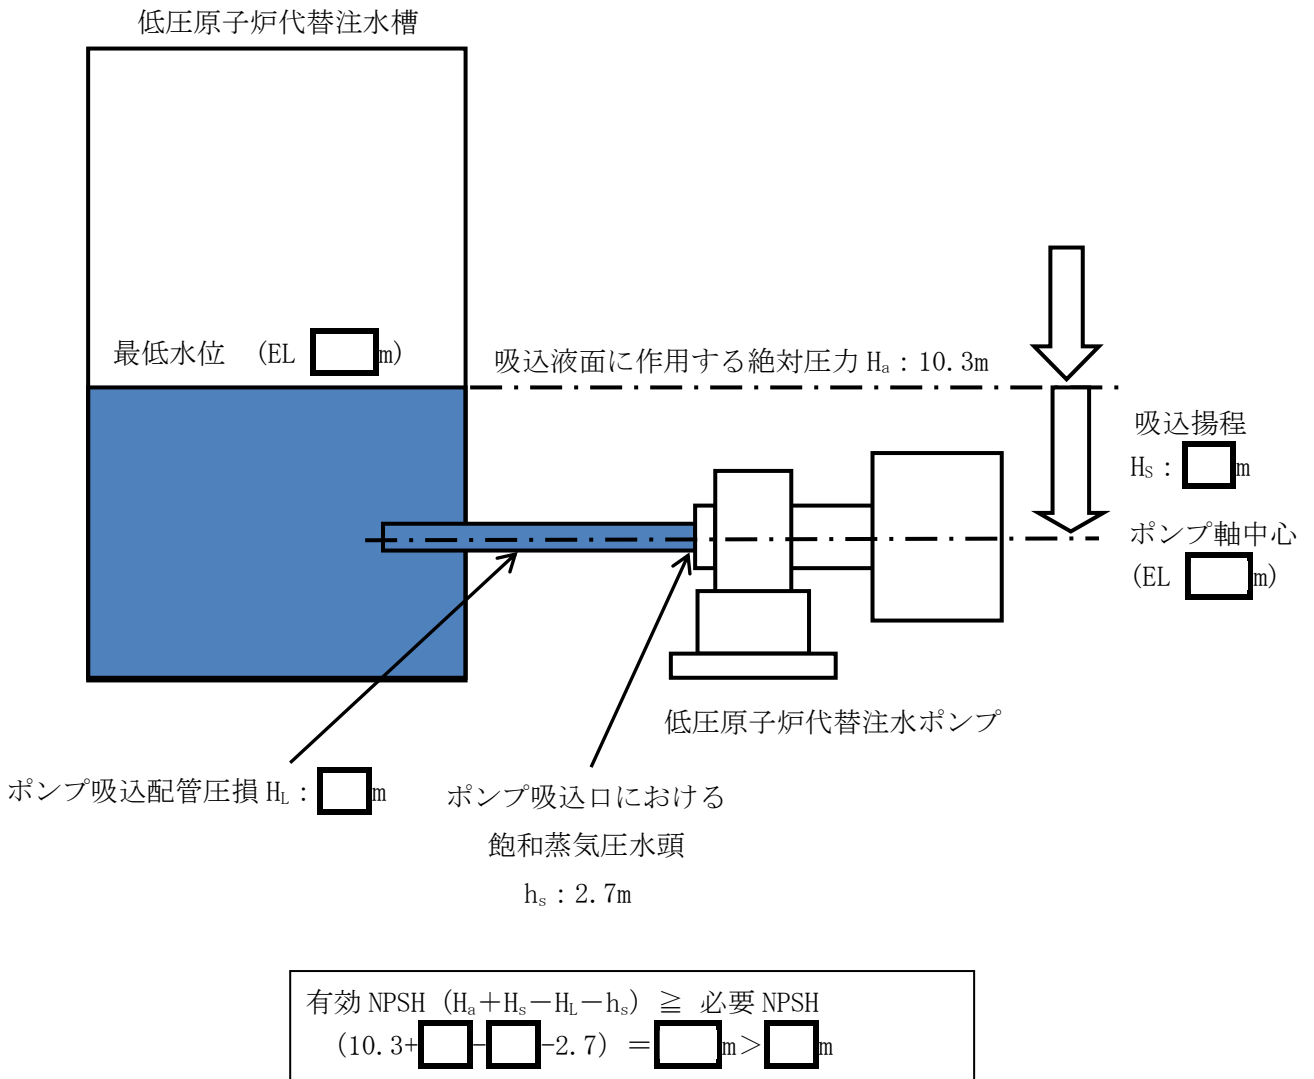 低圧原子炉代替注水槽
最低水位 (EL m)
吸込液面に作用する絶対圧力 Ha：10.3m
吸込揚程
HS： m
ポンプ軸中心
(EL m)
低圧原子炉代替注水ポンプ
ポンプ吸込配管圧損 HL： m
ポンプ吸込口における
飽和蒸気圧水頭
hs：2.7m
有効 NPSH (Ha＋Hs－HL－hs) ≧ 必要 NPSH
(10.3+ - -2.7) ＝ m＞ m